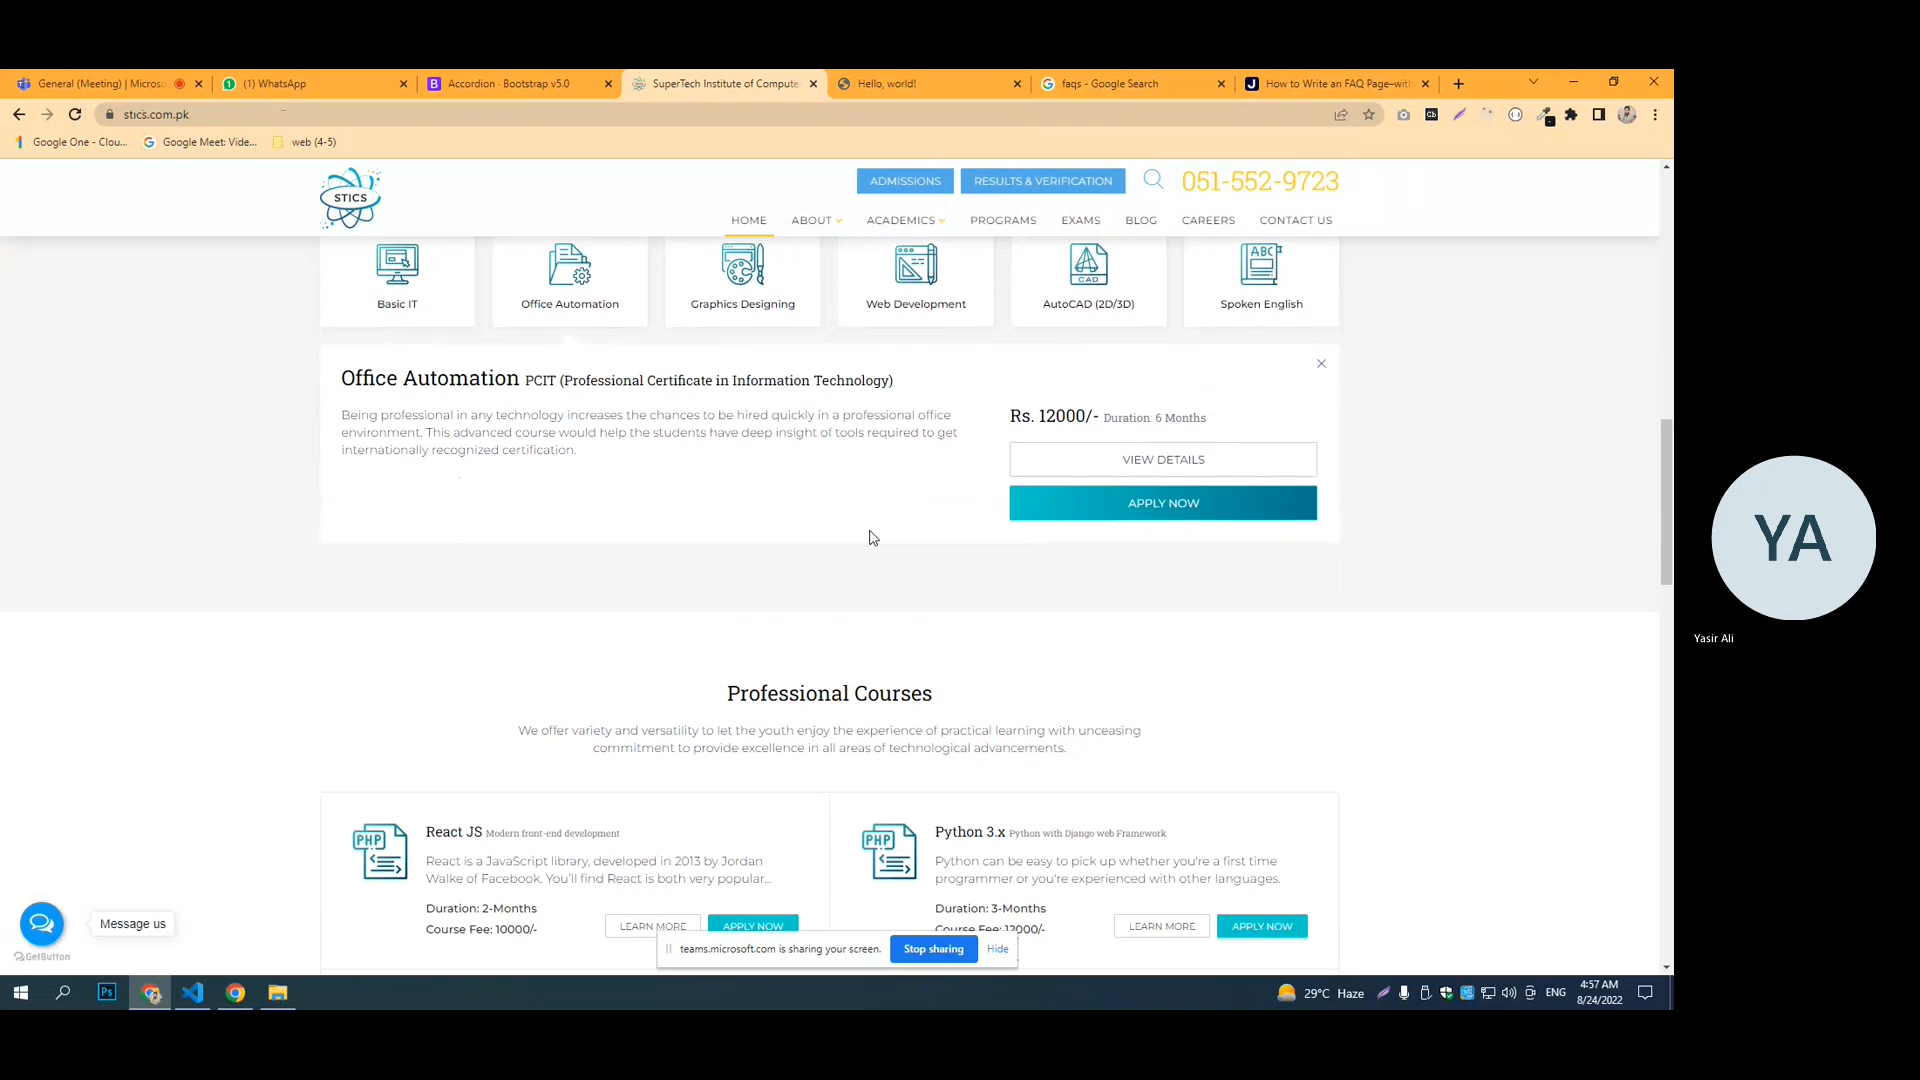 General (Meeting) | Micros
(1) WhatsApp
Accordion · Bootstrap v5.0
SuperTech Institute of Compute
Hello, world!
faqs - Google Search
How to Write an FAQ Page–with
stics.com.pk
Google One - Clou...
Google Meet: Vide...
web (4-5)
STICS
ADMISSIONS
RESULTS & VERIFICATION
051-552-9723
HOME
ABOUT
ACADEMICS
PROGRAMS
EXAMS
BLOG
CAREERS
CONTACT US
ABC
CAD
Basic IT
Office Automation
Graphics Designing
Web Development
AutoCAD (2D/3D)
Spoken English
Office Automation PCIT (Professional Certificate in Information Technology)
Being professional in any technology increases the chances to be hired quickly in a professional office
environment. This advanced course would help the students have deep insight of tools required to get
internationally recognized certification.
Rs. 12000/- Duration: 6 Months
VIEW DETAILS
APPLY NOW
YA
Yasir Ali
Professional Courses
We offer variety and versatility to let the youth enjoy the experience of practical learning with unceasing
commitment to provide excellence in all areas of technological advancements.
PHP
React JS Modern front-end development
React is a JavaScript library, developed in 2013 by Jordan
Walke of Facebook. You'll find React is both very popular...
Duration: 2-Months
Course Fee: 10000/-
LEARN MORE
APPLY NOW
PHP
Python 3.x Python with Django web Framework
Python can be easy to pick up whether you're a first time
programmer or you're experienced with other languages.
Duration: 3-Months
Course Fee: 12000/-
LEARN MORE
APPLY NOW
Message us
GetButton
teams.microsoft.com is sharing your screen.
Stop sharing
Hide
Ps
29°C Haze
ENG
4:57 AM
8/24/2022